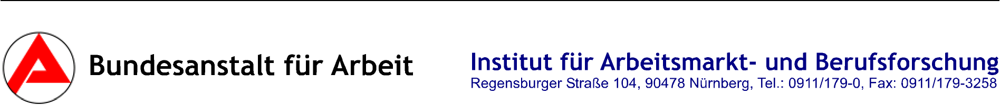 Bundesanstalt für Arbeit
Institut für Arbeitsmarkt- und Berufsforschung
Regensburger Straße 104, 90478 Nürnberg, Tel.: 0911/179-0, Fax: 0911/179-3258